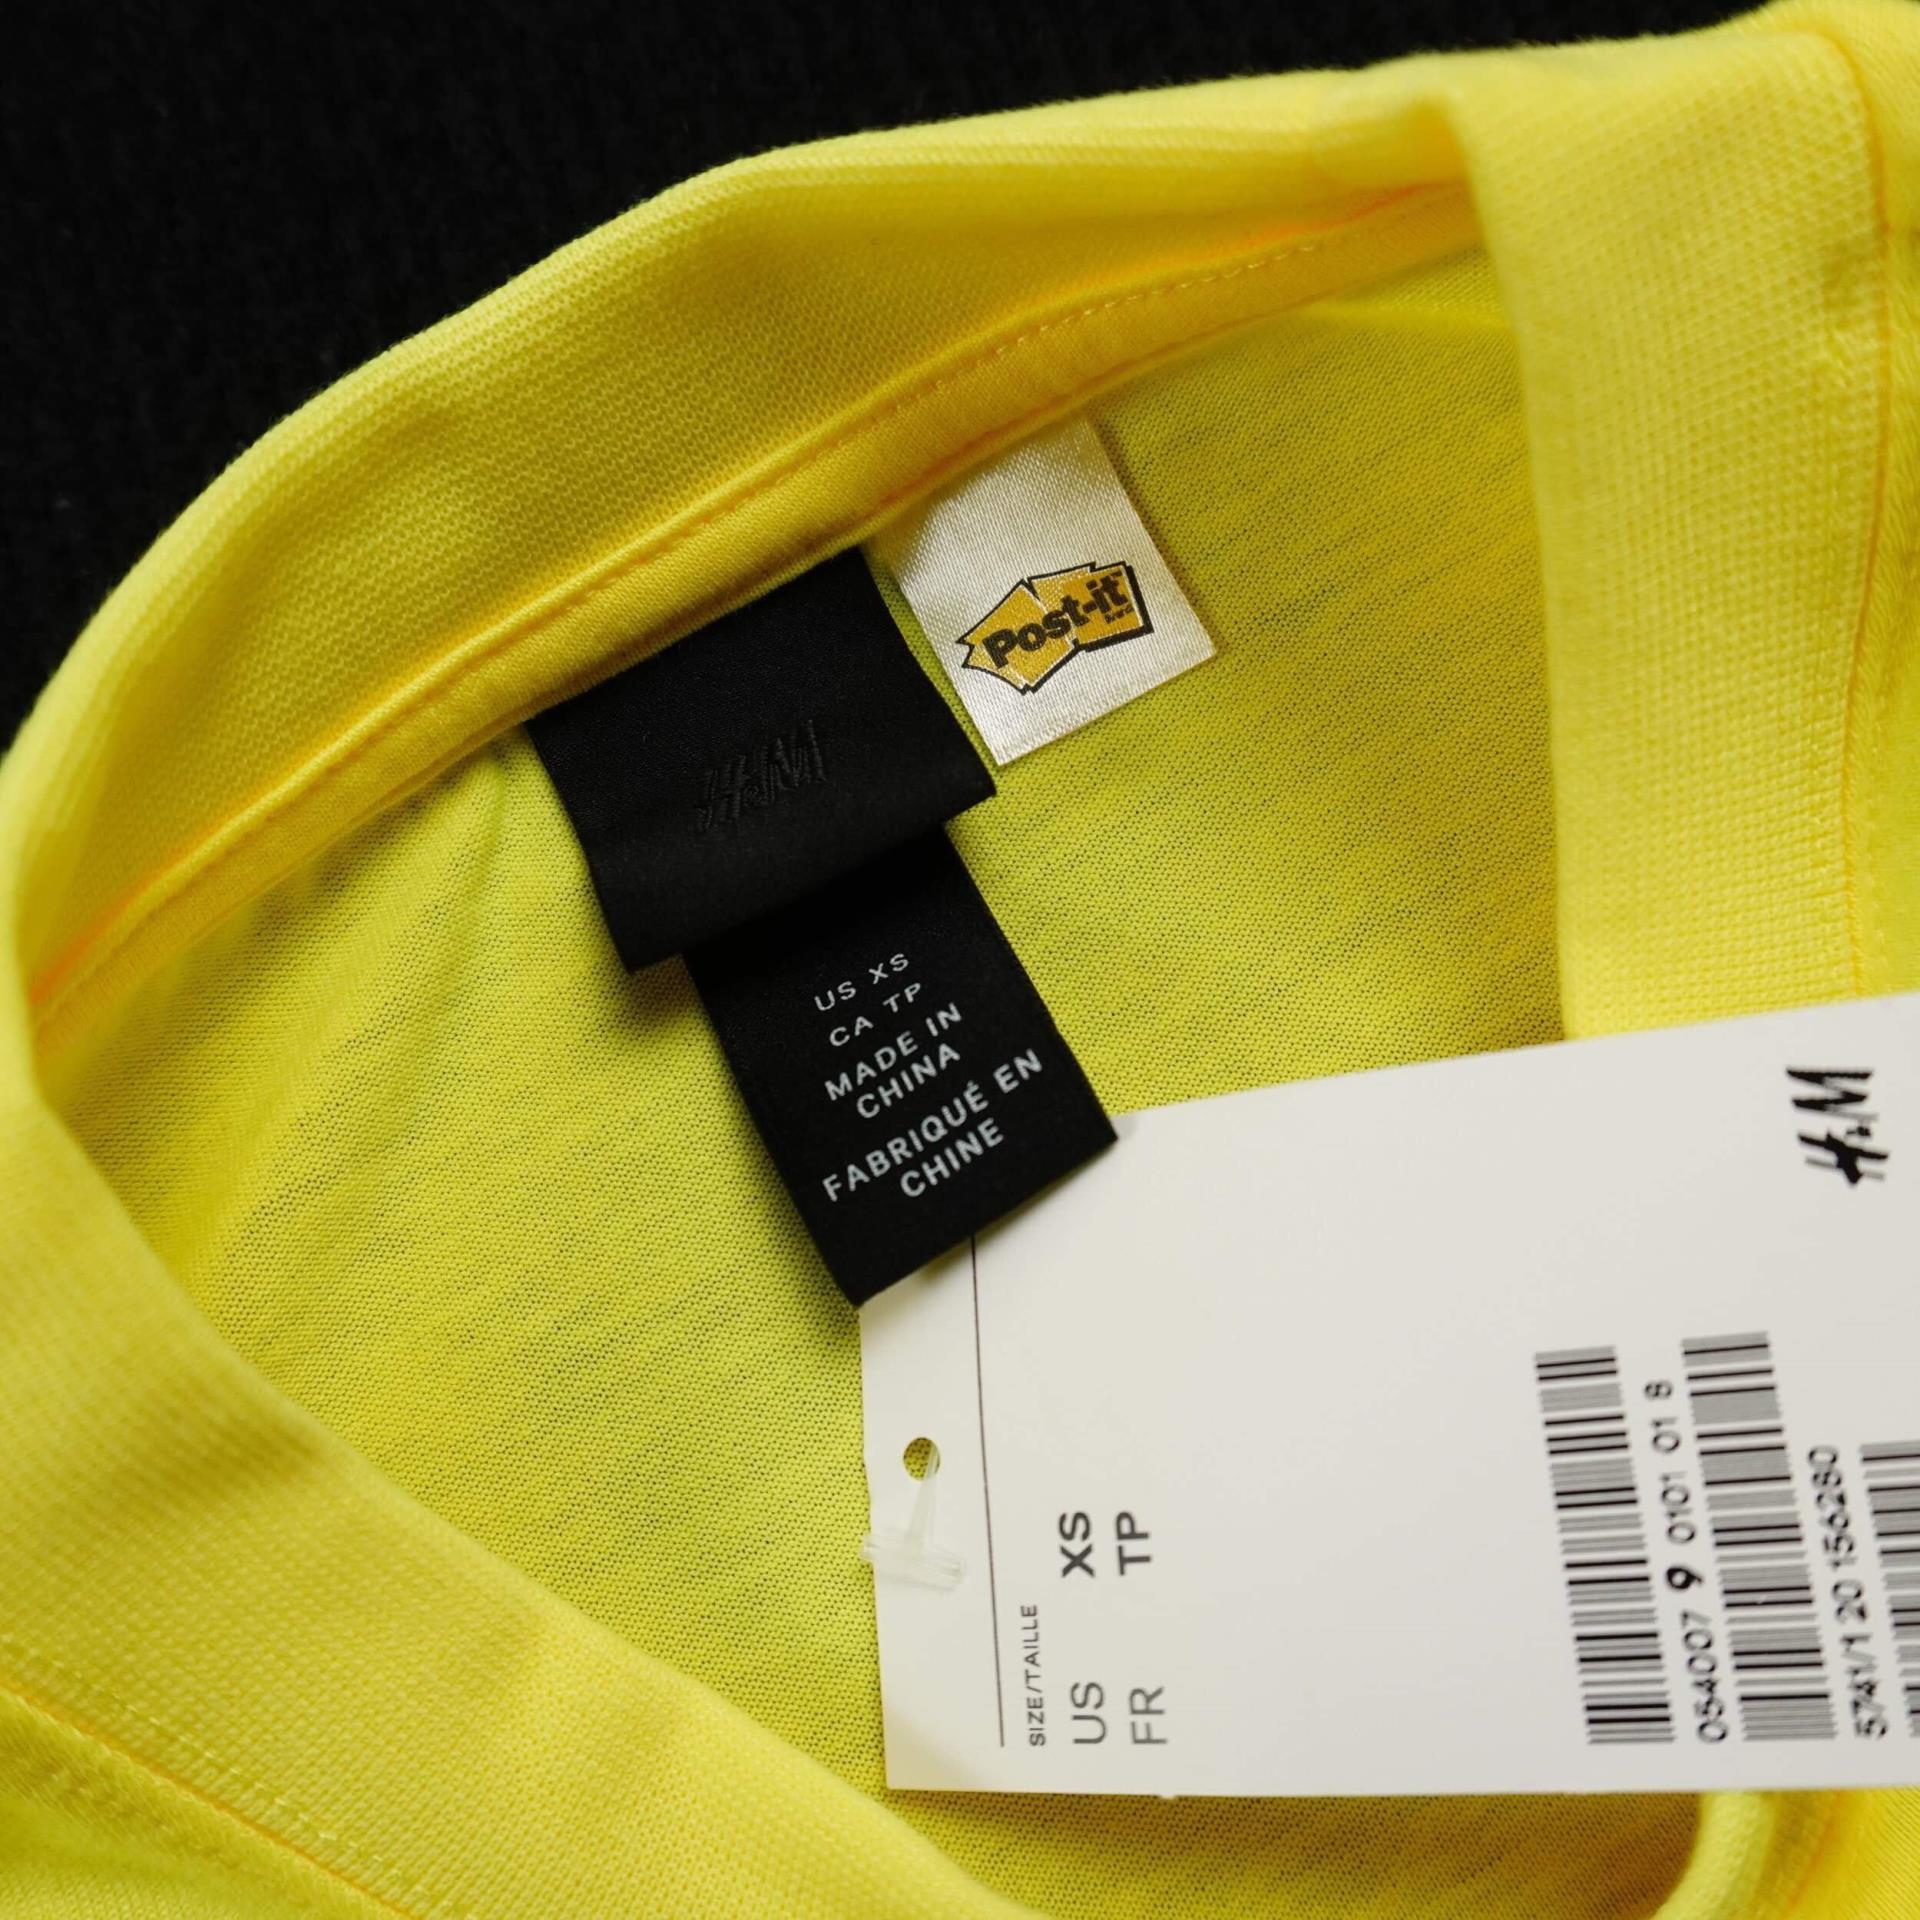 Post-it
H&M
US XS
CA TP
MADE IN
CHINA
FABRIQUÉ EN
CHINE
H&M
SIZE/TAILLE
US XS
FR TP
054007 9 0101 01 8
5741/1 20 156280